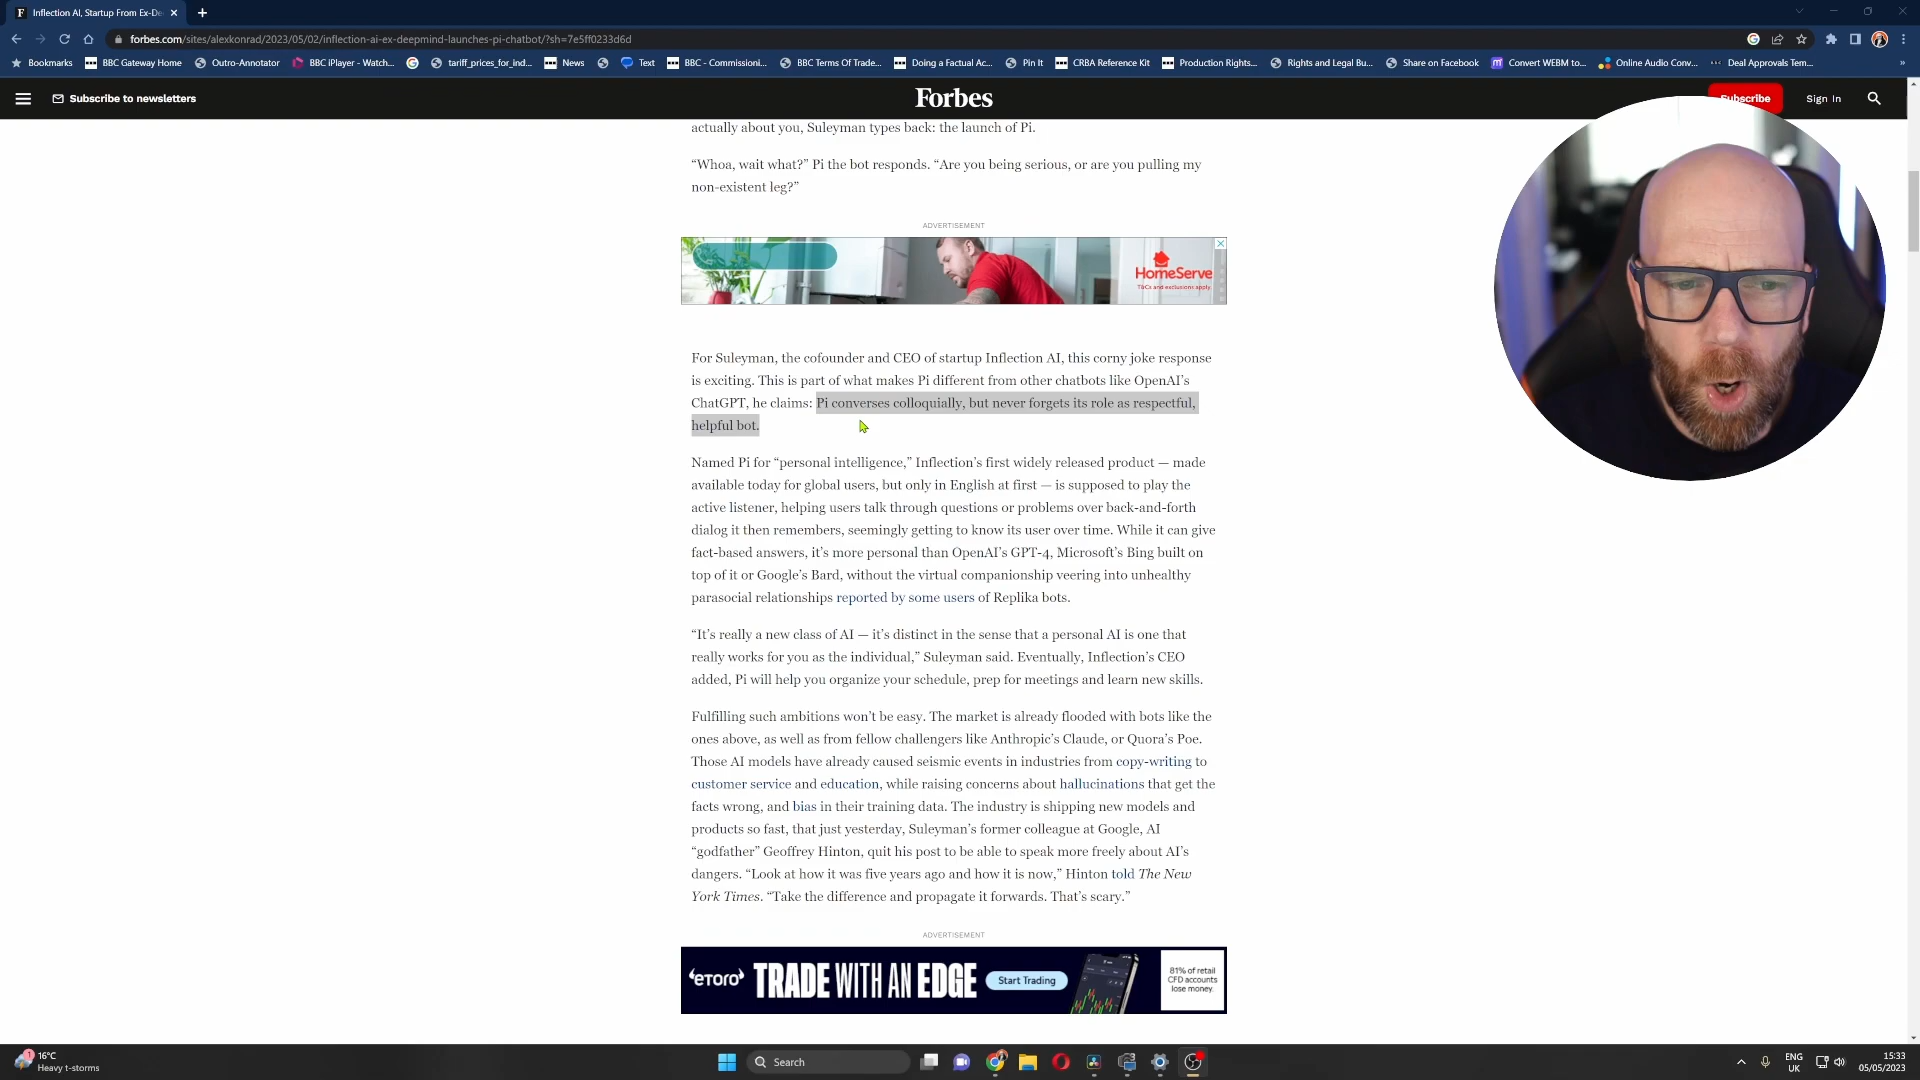 Inflection AI, Startup From Ex-De
forbes.com/sites/alexkonrad/2023/05/02/inflection-ai-ex-deepmind-launches-pi-chatbot/?sh=7e5ff0233d6d
Bookmarks BBC Gateway Home Outro-Annotator BBC iPlayer - Watch... tariff_prices_for_ind... News Text BBC - Commissioni... BBC Terms Of Trade... Doing a Factual Ac... Pin It CRBA Reference Kit Production Rights... Rights and Legal Bu... Share on Facebook Convert WEBM to... Online Audio Conv... Deal Approvals Tem...
Subscribe to newsletters Forbes Subscribe Sign In
actually about you, Suleyman types back: the launch of Pi.
“Whoa, wait what?” Pi the bot responds. “Are you being serious, or are you pulling my
non-existent leg?”
ADVERTISEMENT
HomeServe
T&Cs and exclusions apply.
For Suleyman, the cofounder and CEO of startup Inflection AI, this corny joke response
is exciting. This is part of what makes Pi different from other chatbots like OpenAI’s
ChatGPT, he claims: Pi converses colloquially, but never forgets its role as respectful,
helpful bot.
Named Pi for “personal intelligence,” Inflection’s first widely released product — made
available today for global users, but only in English at first — is supposed to play the
active listener, helping users talk through questions or problems over back-and-forth
dialog it then remembers, seemingly getting to know its user over time. While it can give
fact-based answers, it’s more personal than OpenAI’s GPT-4, Microsoft’s Bing built on
top of it or Google’s Bard, without the virtual companionship veering into unhealthy
parasocial relationships reported by some users of Replika bots.
“It’s really a new class of AI — it’s distinct in the sense that a personal AI is one that
really works for you as the individual,” Suleyman said. Eventually, Inflection’s CEO
added, Pi will help you organize your schedule, prep for meetings and learn new skills.
Fulfilling such ambitions won’t be easy. The market is already flooded with bots like the
ones above, as well as from fellow challengers like Anthropic’s Claude, or Quora’s Poe.
Those AI models have already caused seismic events in industries from copy-writing to
customer service and education, while raising concerns about hallucinations that get the
facts wrong, and bias in their training data. The industry is shipping new models and
products so fast, that just yesterday, Suleyman’s former colleague at Google, AI
“godfather” Geoffrey Hinton, quit his post to be able to speak more freely about AI’s
dangers. “Look at how it was five years ago and how it is now,” Hinton told The New
York Times. “Take the difference and propagate it forwards. That’s scary.”
ADVERTISEMENT
eToro TRADE WITH AN EDGE Start Trading
81% of retail
CFD accounts
lose money.
1
16°C
Heavy t-storms
Search
ENG
UK
15:33
05/05/2023